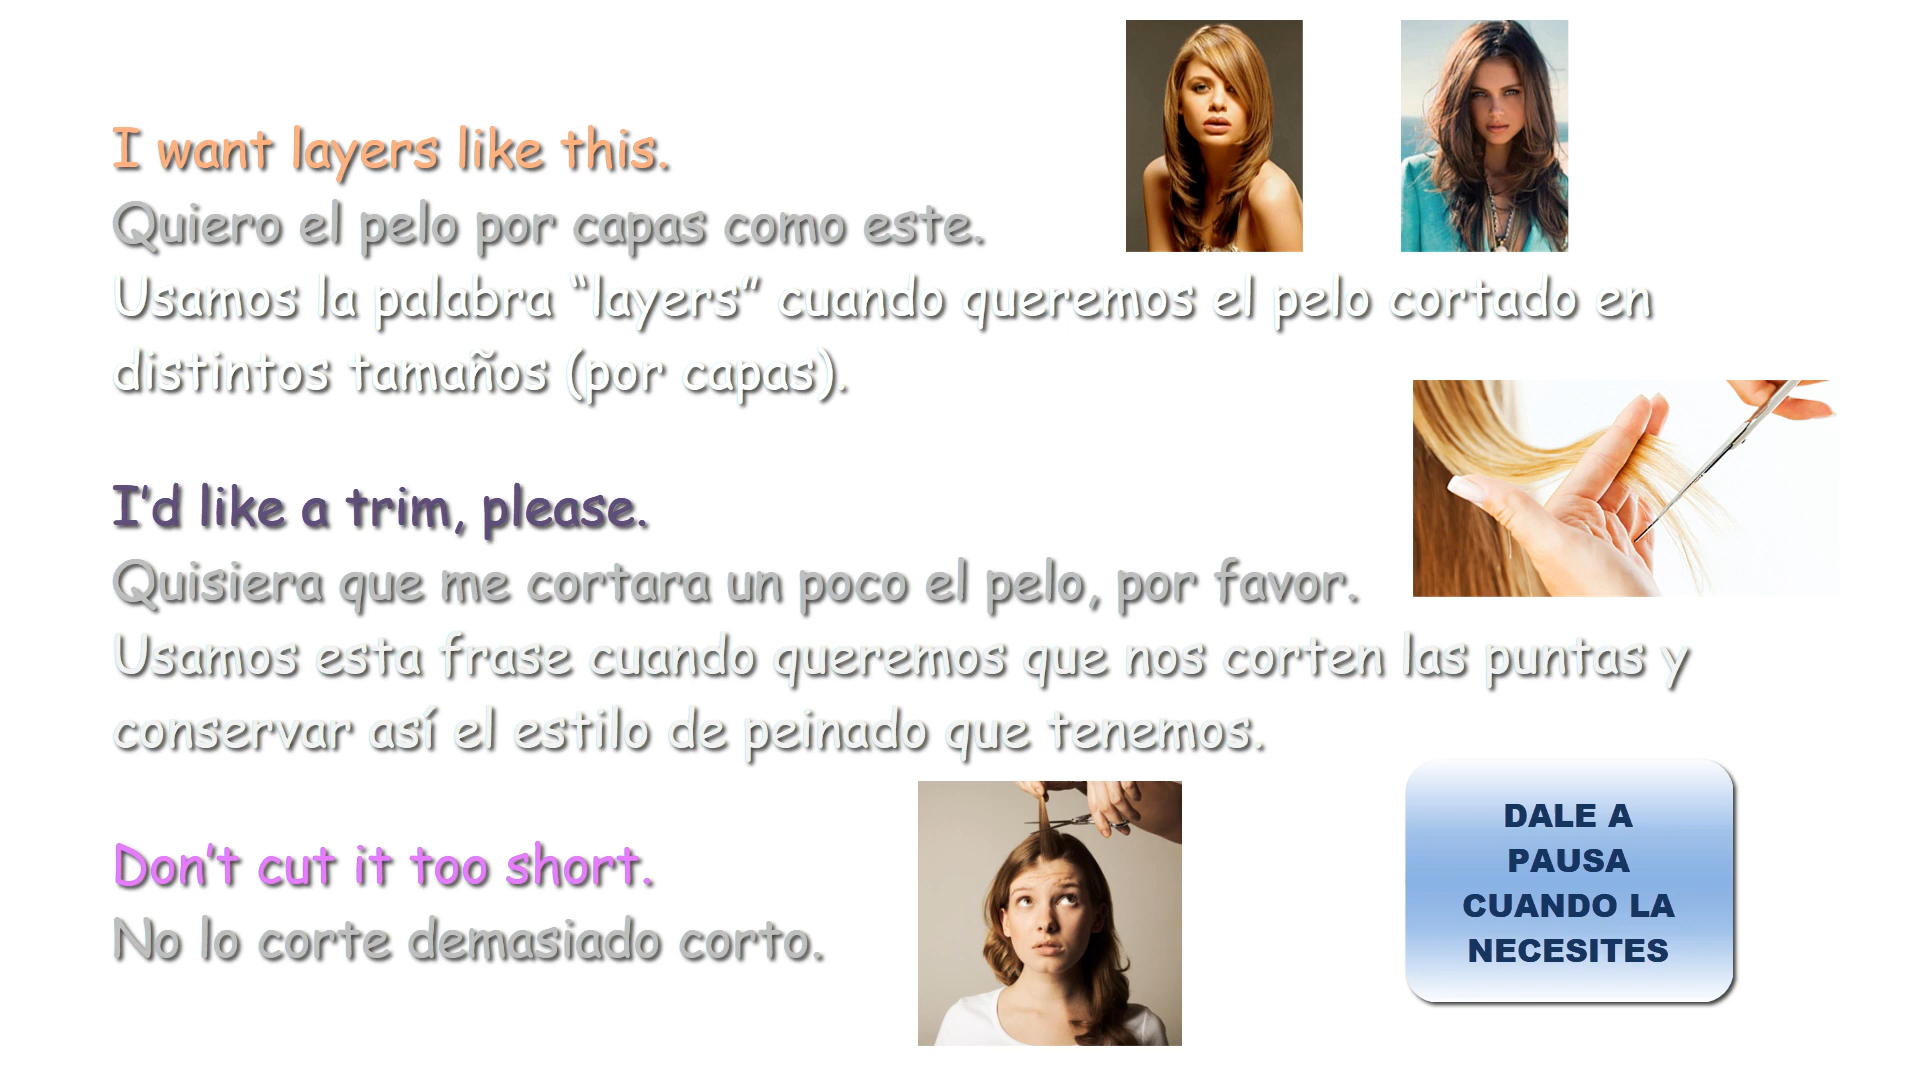 I want layers like this.
Quiero el pelo por capas como este.
Usamos la palabra “layers” cuando queremos el pelo cortado en
distintos tamaños (por capas).
I’d like a trim, please.
Quisiera que me cortara un poco el pelo, por favor.
Usamos esta frase cuando queremos que nos corten las puntas y
conservar así el estilo de peinado que tenemos.
Don’t cut it too short.
No lo corte demasiado corto.
DALE A
PAUSA
CUANDO LA
NECESITES